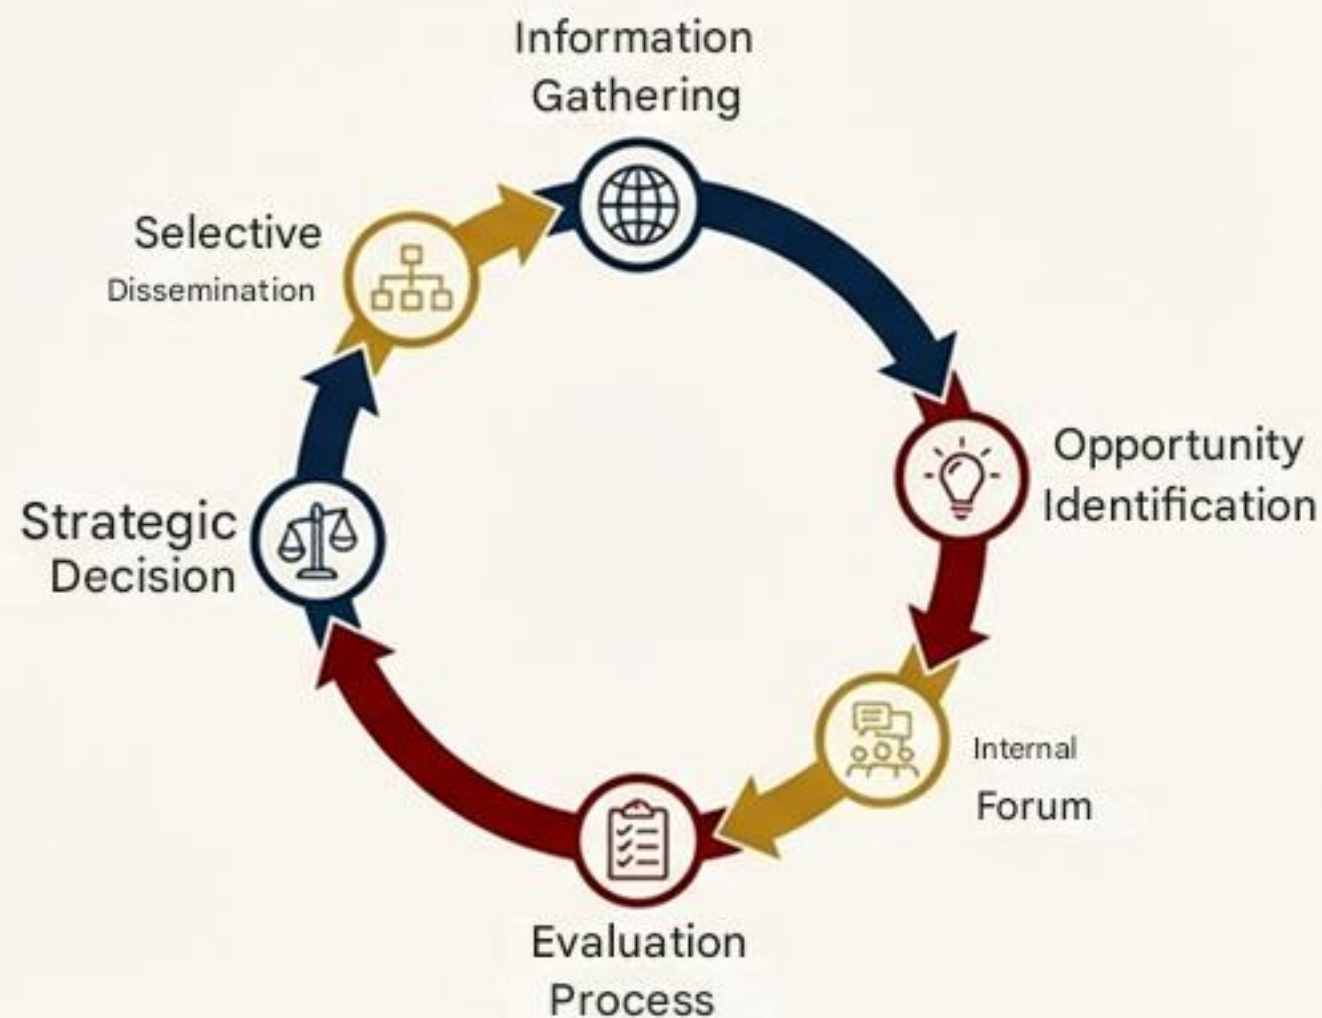 Information
Gathering
Opportunity
Identification
Internal
Forum
Evaluation
Process
Strategic
Decision
Selective
Dissemination